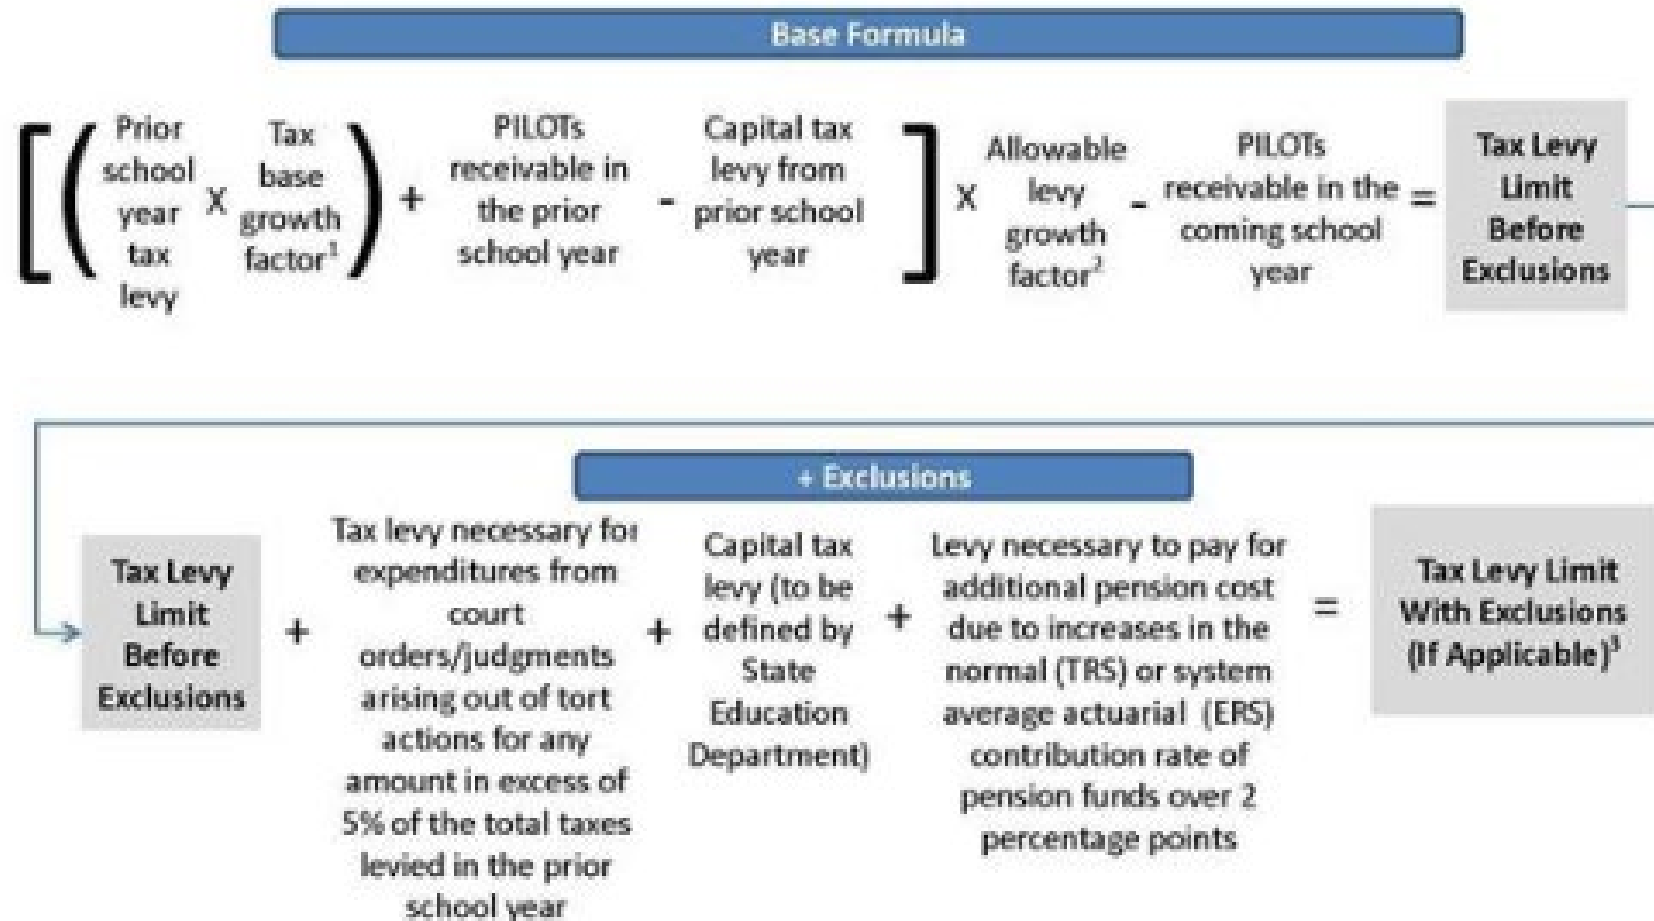 Base Formula
[ ( Prior
school
year
tax
levy
X
Tax
base
growth
factor¹ )
+
PILOTs
receivable in
the prior
school year
-
Capital tax
levy from
prior school
year ]
X
Allowable
levy
growth
factor²
-
PILOTs
receivable in the
coming school
year
=
Tax Levy
Limit
Before
Exclusions
+ Exclusions
Tax Levy
Limit
Before
Exclusions
+
Tax levy necessary for
expenditures from
court
orders/judgments
arising out of tort
actions for any
amount in excess of
5% of the total taxes
levied in the prior
school year
+
Capital tax
levy (to be
defined by
State
Education
Department)
+
Levy necessary to pay for
additional pension cost
due to increases in the
normal (TRS) or system
average actuarial (ERS)
contribution rate of
pension funds over 2
percentage points
=
Tax Levy Limit
With Exclusions
(If Applicable)³